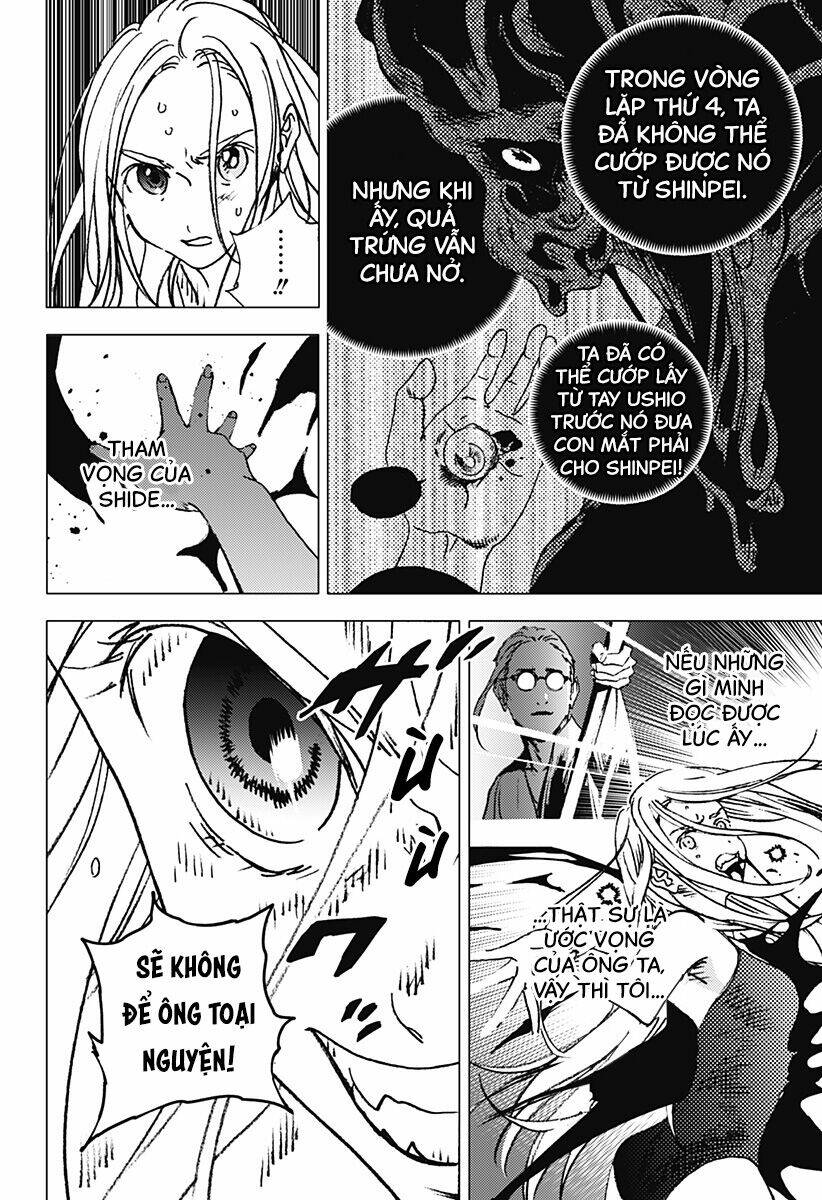 TRONG VÒNG
LẶP THỨ 4, TA
ĐÃ KHÔNG THỂ
CƯỚP ĐƯỢC NÓ
TỪ SHINPEI.
NHƯNG KHI
ẤY, QUẢ
TRỨNG VẪN
CHƯA NỞ.
TA ĐÃ CÓ
THỂ CƯỚP LẤY
TỪ TAY USHIO
TRƯỚC NÓ ĐƯA
CON MẮT PHẢI
CHO SHINPEI!
...!!
THAM
VỌNG CỦA
SHIDE...
NẾU NHỮNG
GÌ MÌNH
ĐỌC ĐƯỢC
LÚC ẤY...
...THẬT SỰ LÀ
ƯỚC VỌNG
CỦA ÔNG TA,
VẬY THÌ TÔI...
SẼ KHÔNG
ĐỂ ÔNG TOẠI
NGUYỆN!